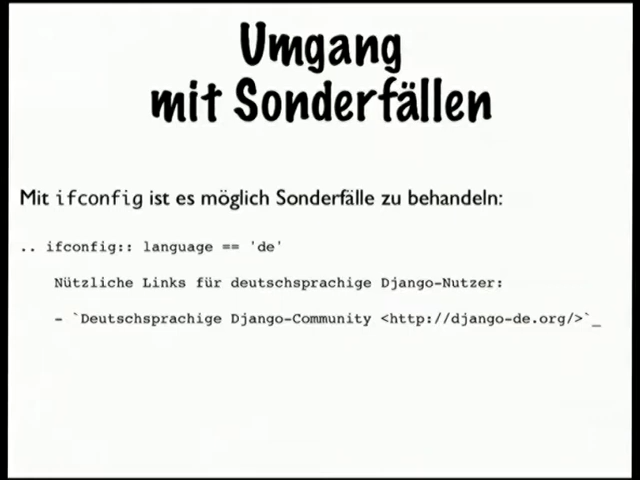 Umgang
mit Sonderfällen
Mit ifconfig ist es möglich Sonderfälle zu behandeln:
.. ifconfig:: language == 'de'
Nützliche Links für deutschsprachige Django-Nutzer:
- `Deutschsprachige Django-Community <http://django-de.org/>`_